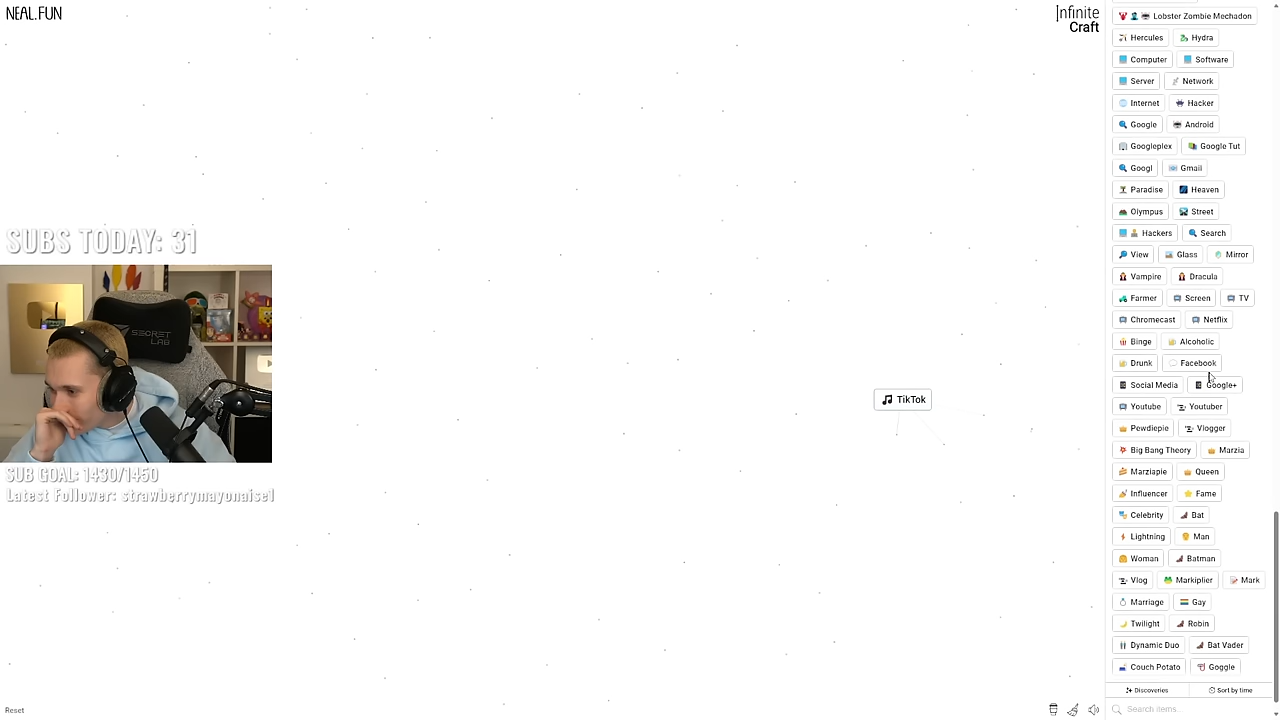 NEAL.FUN
Infinite
Craft
Lobster Zombie Mechadon
Hercules Hydra
Computer Software
Server Network
Internet Hacker
Google Android
Googleplex Google Tut
Googl Gmail
Paradise Heaven
Olympus Street
Hackers Search
View Glass Mirror
Vampire Dracula
Farmer Screen TV
Chromecast Netflix
Binge Alcoholic
Drunk Facebook
Social Media Google+
Youtube Youtuber
Pewdiepie Vlogger
Big Bang Theory Marzia
Marziapie Queen
Influencer Fame
Celebrity Bat
Lightning Man
Woman Batman
Vlog Markiplier Mark
Marriage Gay
Twilight Robin
Dynamic Duo Bat Vader
Couch Potato Goggle
Discoveries Sort by time
Search items...
TikTok
SUBS TODAY: 31
SECRET
LAB
SUB GOAL: 1430/1450
Latest Follower: strawberrymayonaise1
Reset